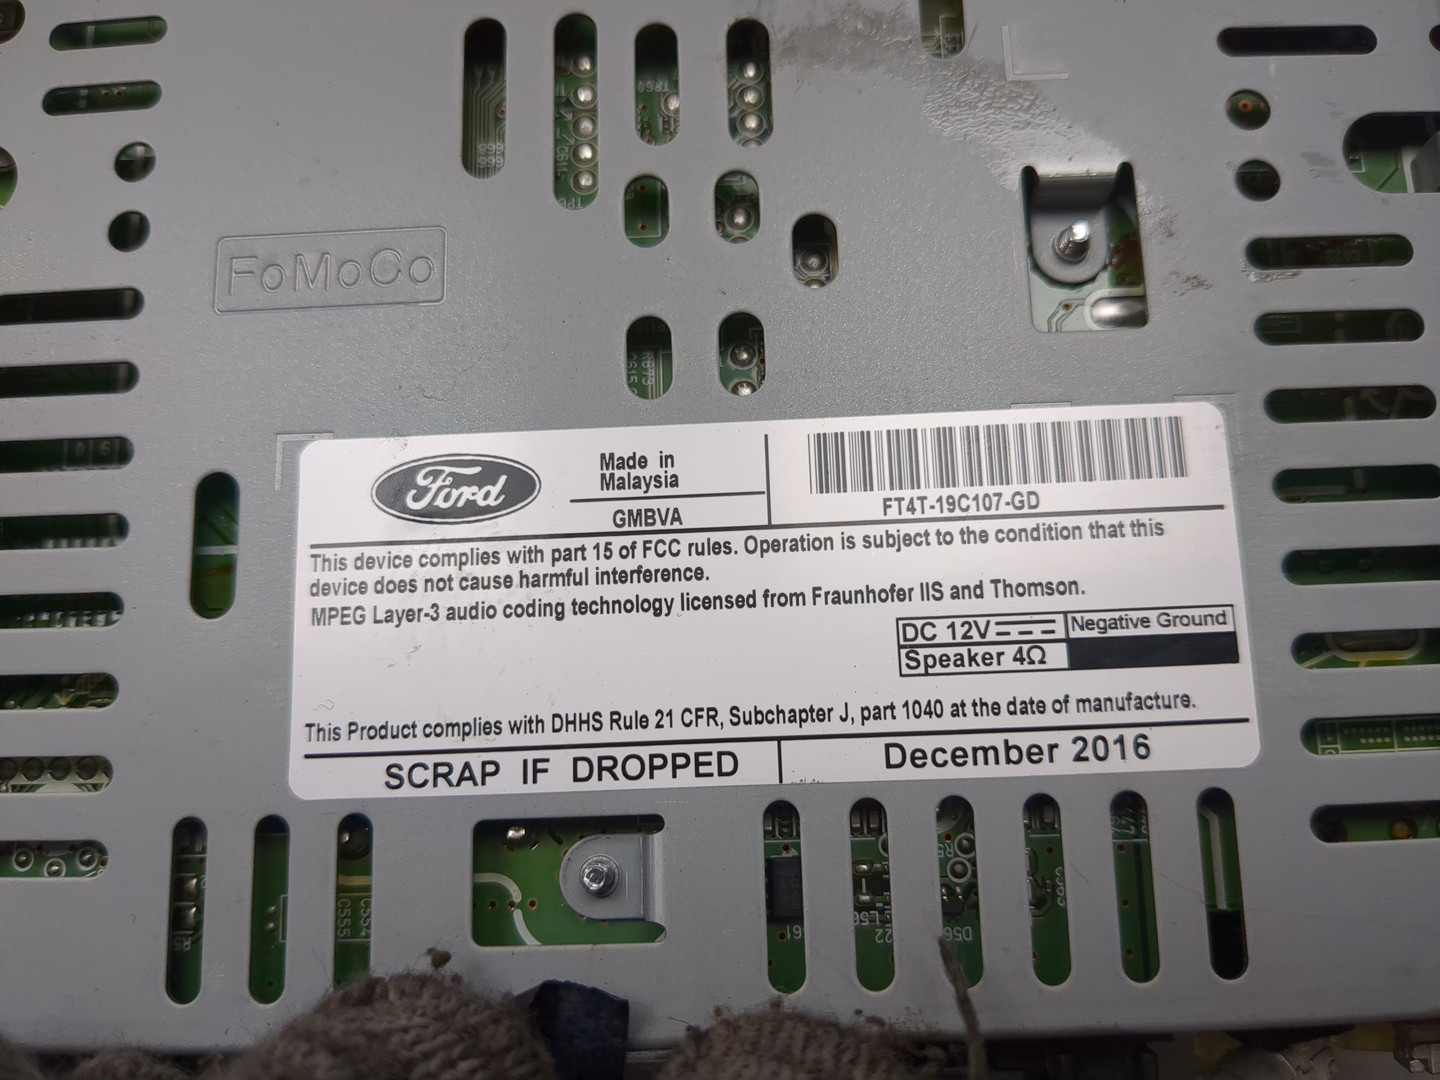 FoMoCo
Ford
Made in
Malaysia
GMBVA
FT4T-19C107-GD
This device complies with part 15 of FCC rules. Operation is subject to the condition that this
device does not cause harmful interference.
MPEG Layer-3 audio coding technology licensed from Fraunhofer IIS and Thomson.
DC 12V
Negative Ground
Speaker 4Ω
This Product complies with DHHS Rule 21 CFR, Subchapter J, part 1040 at the date of manufacture.
SCRAP IF DROPPED
December 2016
C555
C554